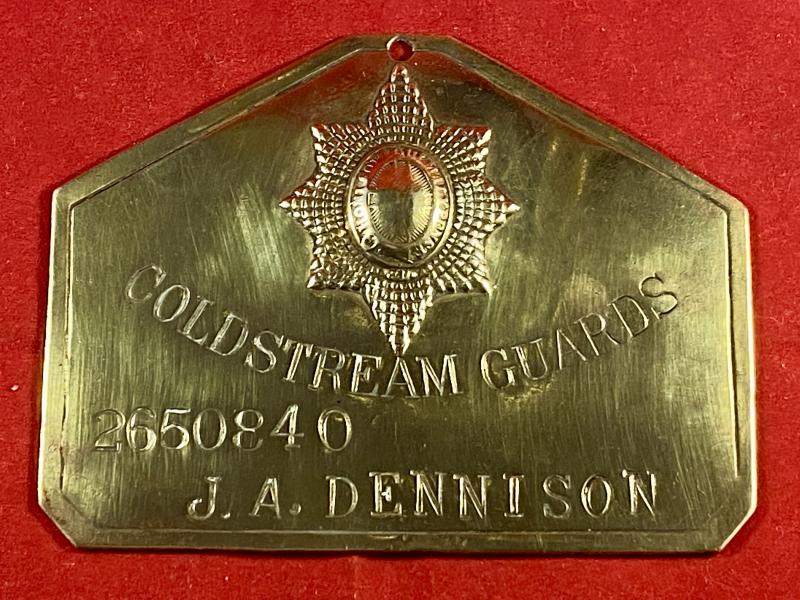 COLDSTREAM GUARDS
2650840
J. A. DENNISON